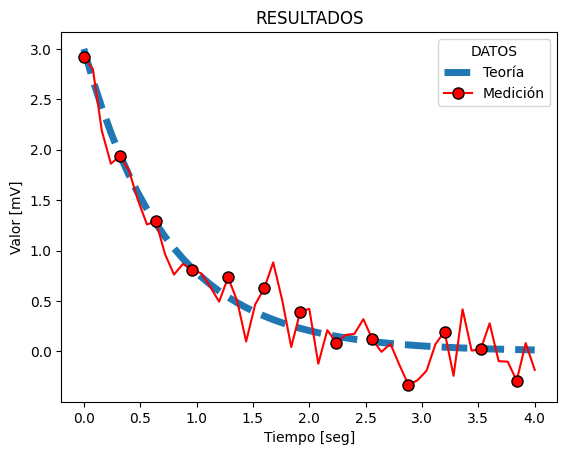 RESULTADOS
DATOS
Teoría
Medición
Valor [mV]
3.0
2.5
2.0
1.5
1.0
0.5
0.0
0.0 0.5 1.0 1.5 2.0 2.5 3.0 3.5 4.0
Tiempo [seg]